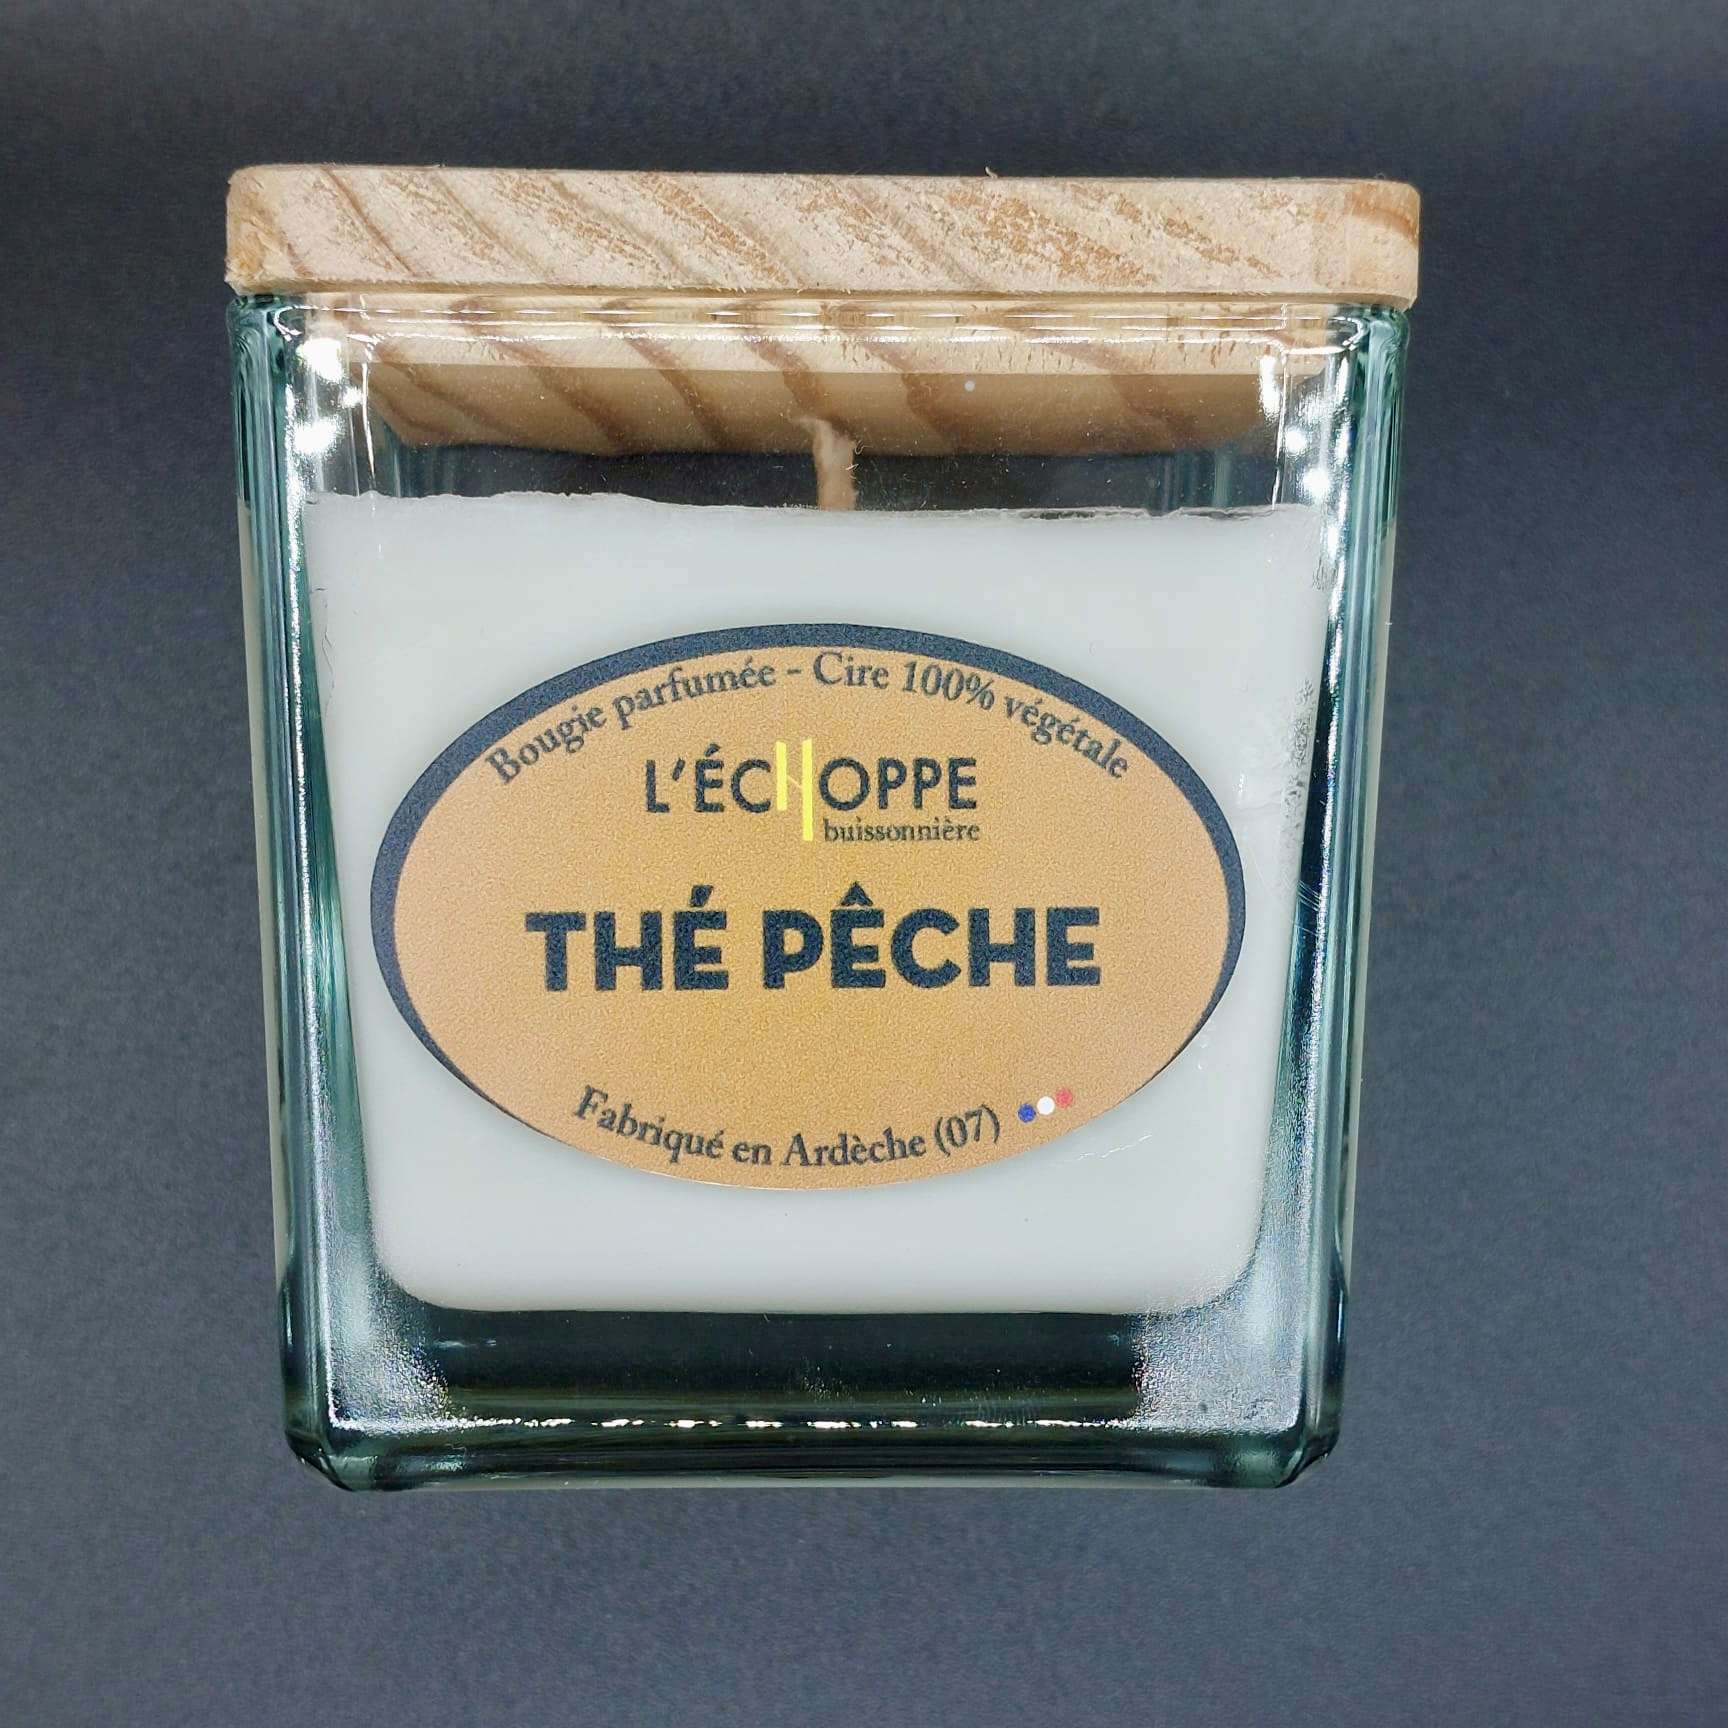 Bougie parfumée - Cire 100% végétale
L'ÉCHOPPE
buissonnière
THÉ PÊCHE
Fabriqué en Ardèche (07)